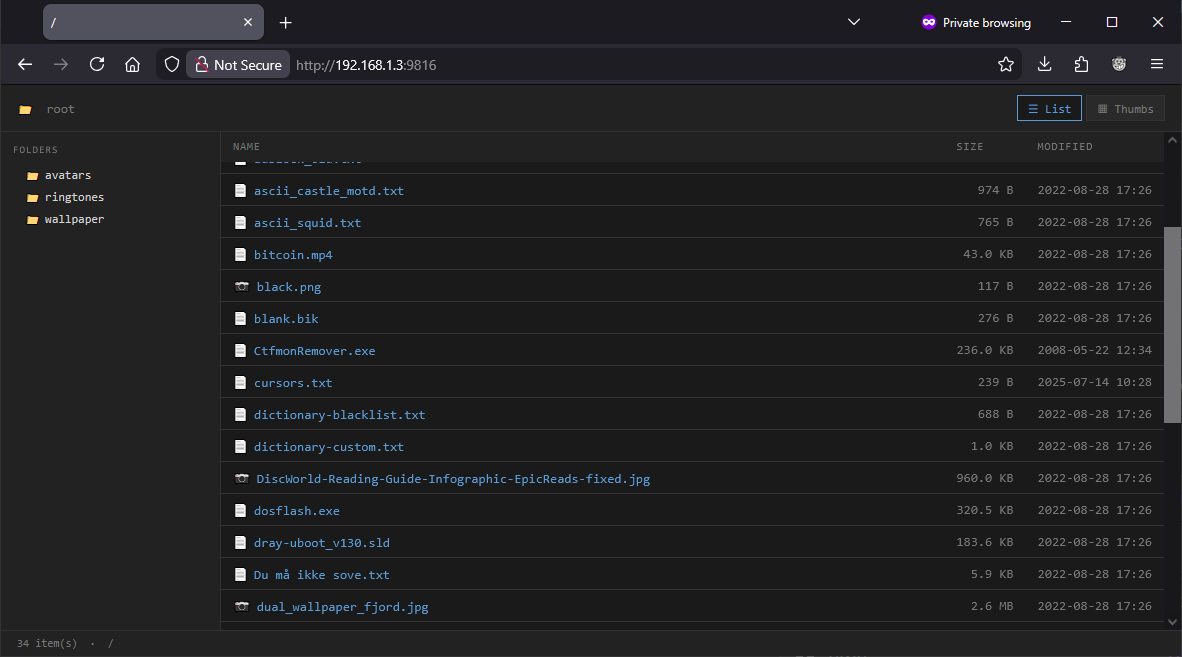 /
Private browsing
Not Secure http://192.168.1.3:9816
root
List
Thumbs
FOLDERS
avatars
ringtones
wallpaper
NAME SIZE MODIFIED
ascii_castle_motd.txt 974 B 2022-08-28 17:26
ascii_squid.txt 765 B 2022-08-28 17:26
bitcoin.mp4 43.0 KB 2022-08-28 17:26
black.png 117 B 2022-08-28 17:26
blank.bik 276 B 2022-08-28 17:26
CtfmonRemover.exe 236.0 KB 2008-05-22 12:34
cursors.txt 239 B 2025-07-14 10:28
dictionary-blacklist.txt 688 B 2022-08-28 17:26
dictionary-custom.txt 1.0 KB 2022-08-28 17:26
DiscWorld-Reading-Guide-Infographic-EpicReads-fixed.jpg 960.0 KB 2022-08-28 17:26
dosflash.exe 320.5 KB 2022-08-28 17:26
dray-uboot_v130.sld 183.6 KB 2022-08-28 17:26
Du må ikke sove.txt 5.9 KB 2022-08-28 17:26
dual_wallpaper_fjord.jpg 2.6 MB 2022-08-28 17:26
34 item(s) · /